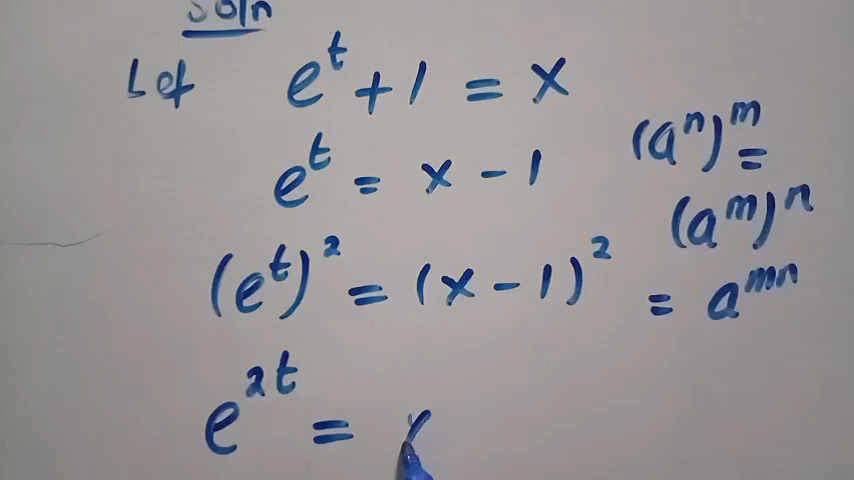 Soln
Let e^t + 1 = x
e^t = x - 1
(e^t)^2 = (x - 1)^2
e^{2t} = x
(a^n)^m =
(a^m)^n
= a^{mn}